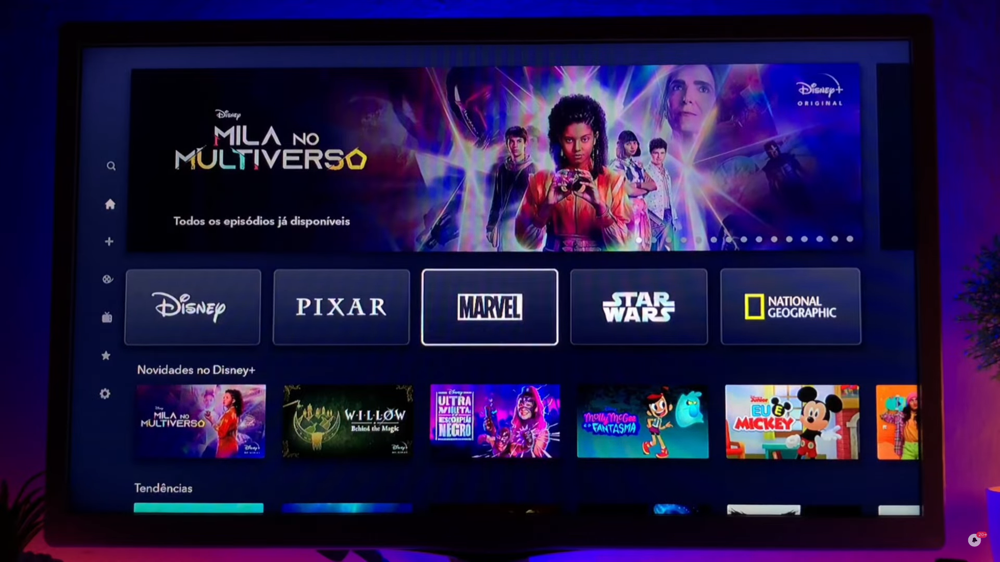 Disney
MILA NO
MULTIVERSO
Todos os episódios já disponíveis
Disney+
ORIGINAL
Disney
PIXAR
MARVEL
STAR
WARS
NATIONAL
GEOGRAPHIC
Novidades no Disney+
Disney
MILA NO
MULTIVERSO
Disney+
ORIGINAL
WILLOW
Behind the Magic
Disney+
ORIGINAL
Disney
ULTRA
VIOLETA
ESCORPIÃO
NEGRO
Molly McGee
e o FANTASMA
Disney Junior
EU E
MICKEY
Tendências
20+